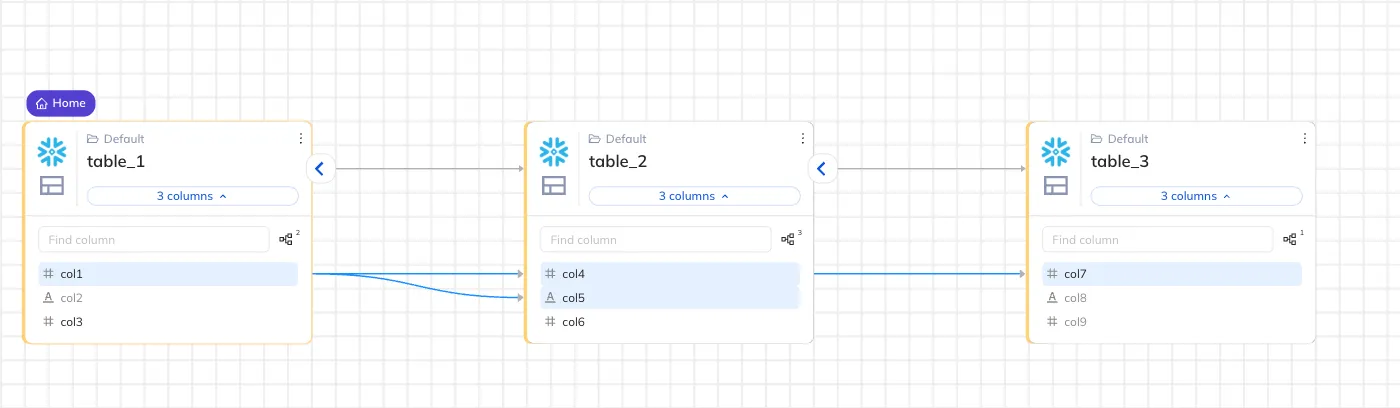 Home
Default
table_1
3 columns
Find column
2
col1
A col2
col3
Default
table_2
3 columns
Find column
3
col4
A col5
col6
Default
table_3
3 columns
Find column
1
col7
A col8
col9